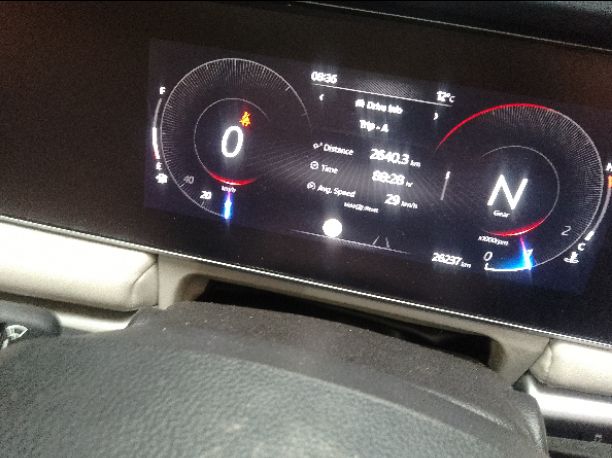 08:36
12°C
Drive Info
Trip - A
F
Distance 2640.3 km
0
Time 88:28 hr
N
E
Avg. Speed 29 km/h
Gear
40
20
km/h
2
x1000rpm
C
26237 km
0